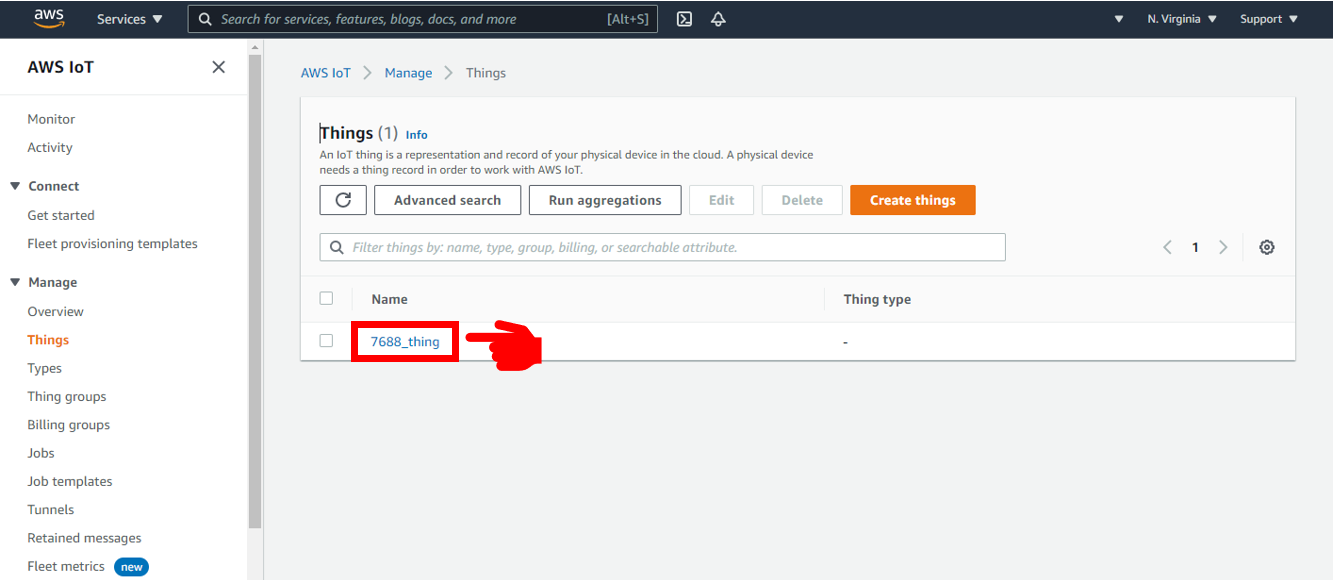 aws Services Search for services, features, blogs, docs, and more [Alt+S] N. Virginia Support
AWS IoT
Monitor
Activity
Connect
Get started
Fleet provisioning templates
Manage
Overview
Things
Types
Thing groups
Billing groups
Jobs
Job templates
Tunnels
Retained messages
Fleet metrics new
AWS IoT Manage Things
Things (1) Info
An IoT thing is a representation and record of your physical device in the cloud. A physical device
needs a thing record in order to work with AWS IoT.
Advanced search Run aggregations Edit Delete Create things
Filter things by: name, type, group, billing, or searchable attribute. 1
Name Thing type
7688_thing -